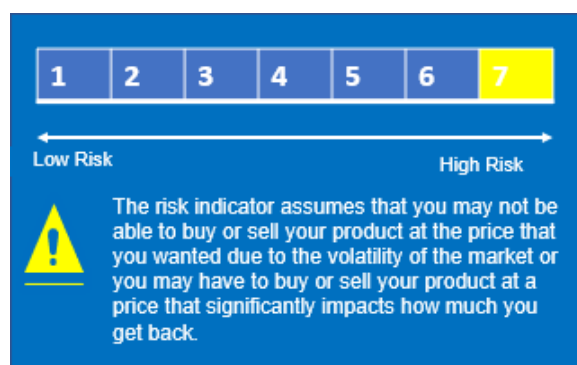 1 2 3 4 5 6 7
Low Risk High Risk
!
The risk indicator assumes that you may not be
able to buy or sell your product at the price that
you wanted due to the volatility of the market or
you may have to buy or sell your product at a
price that significantly impacts how much you
get back.